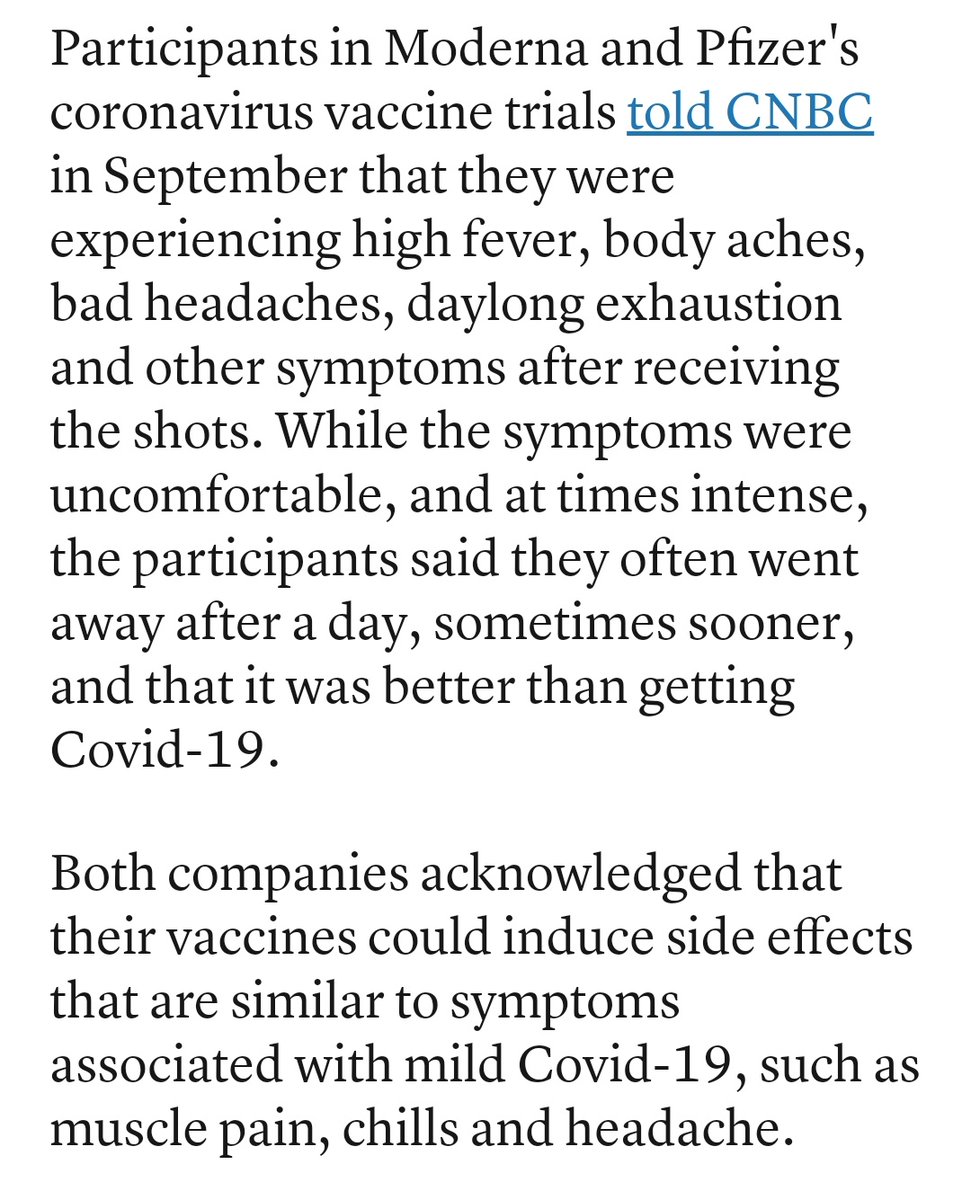 Participants in Moderna and Pfizer's
coronavirus vaccine trials told CNBC
in September that they were
experiencing high fever, body aches,
bad headaches, daylong exhaustion
and other symptoms after receiving
the shots. While the symptoms were
uncomfortable, and at times intense,
the participants said they often went
away after a day, sometimes sooner,
and that it was better than getting
Covid-19.
Both companies acknowledged that
their vaccines could induce side effects
that are similar to symptoms
associated with mild Covid-19, such as
muscle pain, chills and headache.